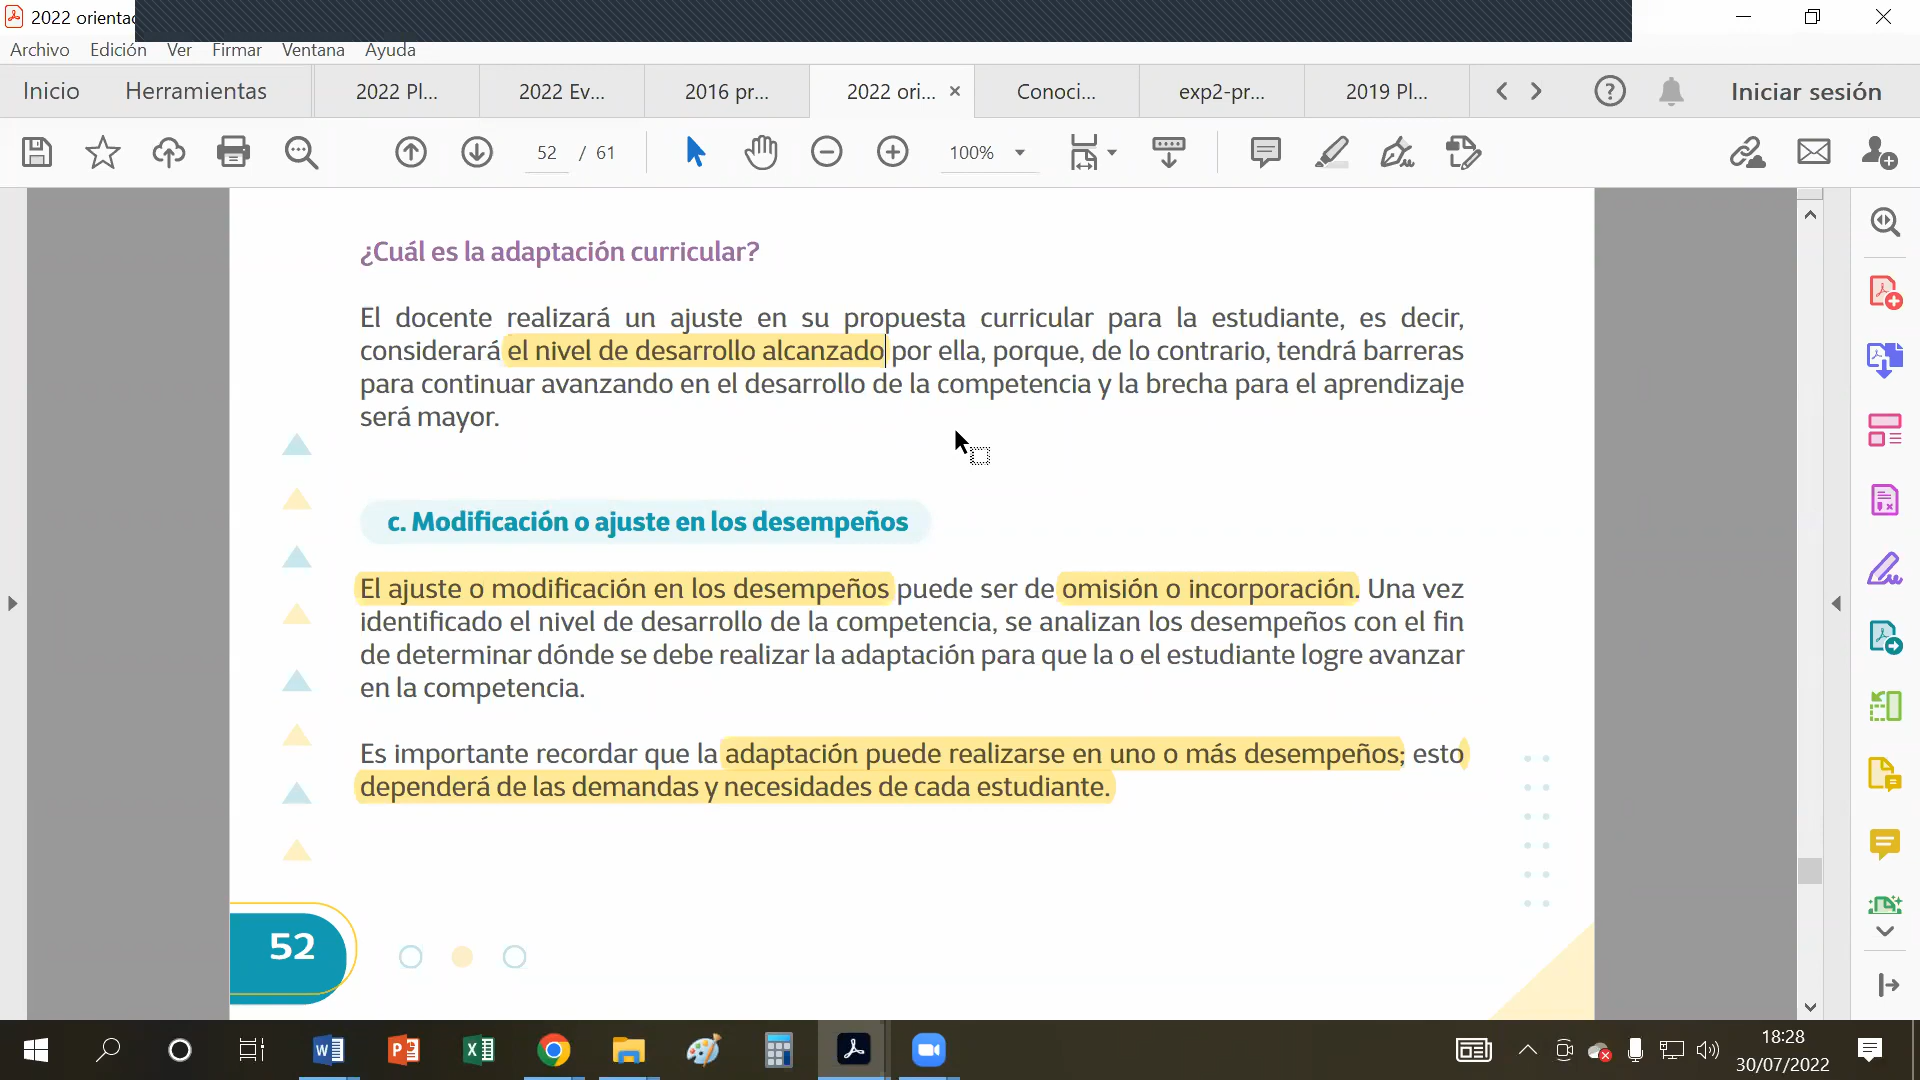 2022 orientac
Archivo Edición Ver Firmar Ventana Ayuda
Inicio Herramientas 2022 Pl... 2022 Ev... 2016 pr... 2022 ori... × Conoci... exp2-pr... 2019 Pl... Iniciar sesión
52 / 61 100%
¿Cuál es la adaptación curricular?
El docente realizará un ajuste en su propuesta curricular para la estudiante, es decir,
considerará el nivel de desarrollo alcanzado por ella, porque, de lo contrario, tendrá barreras
para continuar avanzando en el desarrollo de la competencia y la brecha para el aprendizaje
será mayor.
c. Modificación o ajuste en los desempeños
El ajuste o modificación en los desempeños puede ser de omisión o incorporación. Una vez
identificado el nivel de desarrollo de la competencia, se analizan los desempeños con el fin
de determinar dónde se debe realizar la adaptación para que la o el estudiante logre avanzar
en la competencia.
Es importante recordar que la adaptación puede realizarse en uno o más desempeños; esto
dependerá de las demandas y necesidades de cada estudiante.
52
18:28
30/07/2022